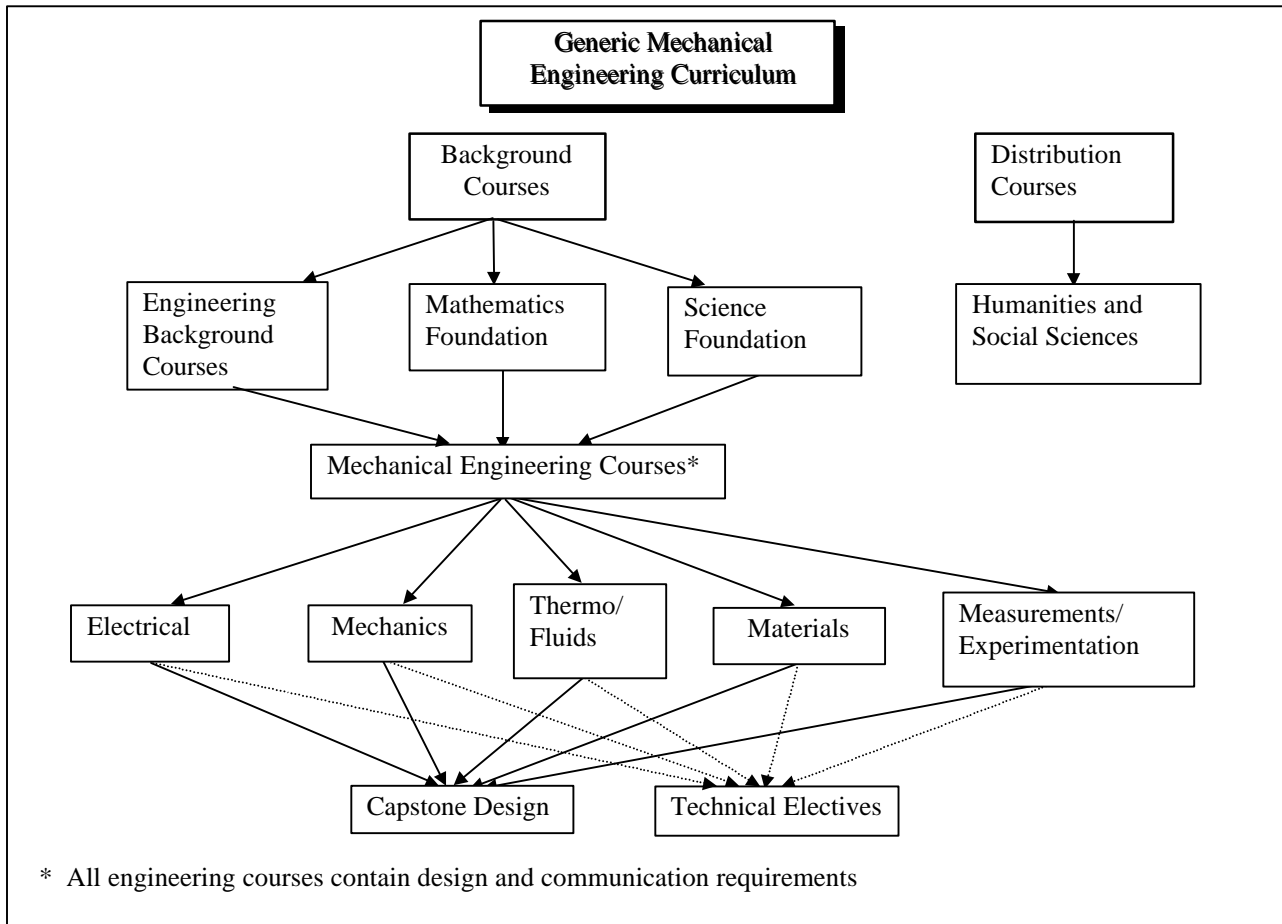 Generic Mechanical
Engineering Curriculum
Background
Courses
Distribution
Courses
Engineering
Background
Courses
Mathematics
Foundation
Science
Foundation
Humanities and
Social Sciences
Mechanical Engineering Courses*
Electrical
Mechanics
Thermo/
Fluids
Materials
Measurements/
Experimentation
Capstone Design
Technical Electives
* All engineering courses contain design and communication requirements